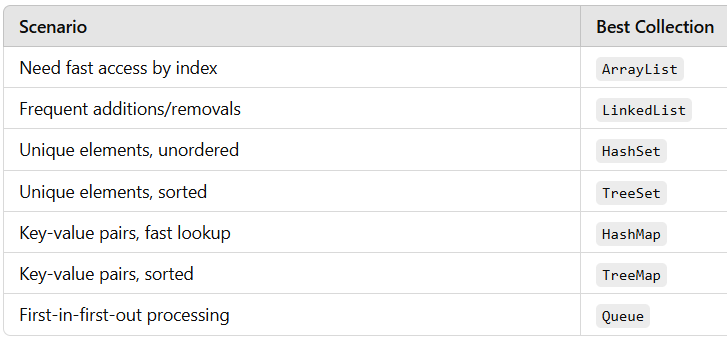 Scenario Best Collection
Need fast access by index ArrayList
Frequent additions/removals LinkedList
Unique elements, unordered HashSet
Unique elements, sorted TreeSet
Key-value pairs, fast lookup HashMap
Key-value pairs, sorted TreeMap
First-in-first-out processing Queue